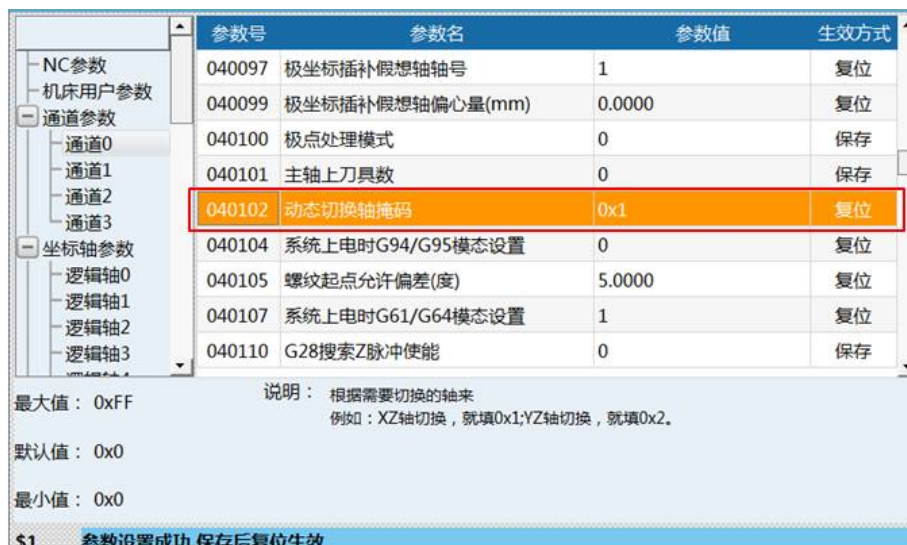 参数号 参数名 参数值 生效方式
NC参数
机床用户参数
通道参数
通道0
通道1
通道2
通道3
坐标轴参数
逻辑轴0
逻辑轴1
逻辑轴2
逻辑轴3
040097 极坐标插补假想轴轴号 1 复位
040099 极坐标插补假想轴偏心量(mm) 0.0000 复位
040100 极点处理模式 0 保存
040101 主轴上刀具数 0 保存
040102 动态切换轴掩码 0x1 复位
040104 系统上电时G94/G95模态设置 0 复位
040105 螺纹起点允许偏差(度) 5.0000 复位
040107 系统上电时G61/G64模态设置 1 复位
040110 G28搜索Z脉冲使能 0 保存
最大值： 0xFF
默认值： 0x0
最小值： 0x0
说明： 根据需要切换的轴来
例如：XZ轴切换，就填0x1;YZ轴切换，就填0x2。
$1 参数设置成功,保存后复位生效